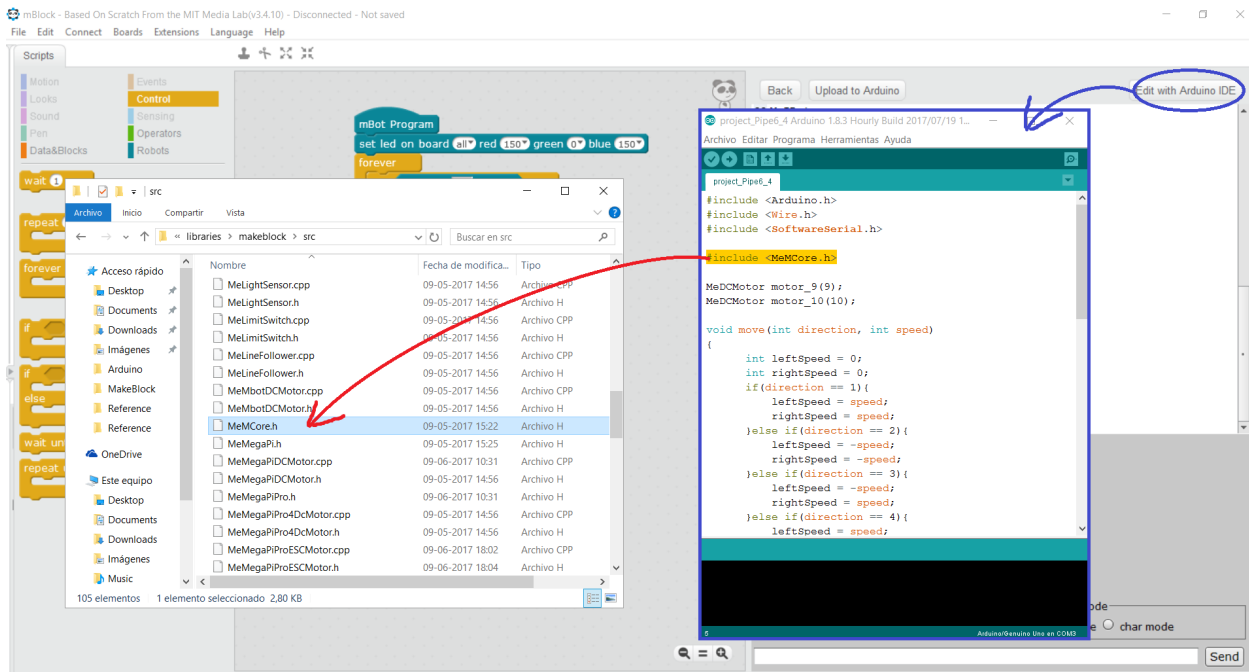 mBlock - Based On Scratch From the MIT Media Lab(v3.4.10) - Disconnected - Not saved
File Edit Connect Boards Extensions Language Help
Scripts
Motion Events
Looks Control
Sound Sensing
Pen Operators
Data&Blocks Robots
wait 1
repeat
forever
if
if
else
wait unt
repeat u
mBot Program
set led on board all red 150 green 0 blue 150
forever
Back Upload to Arduino Edit with Arduino IDE
src
Archivo Inicio Compartir Vista
« libraries > makeblock > src
Buscar en src
Acceso rápido
Desktop
Documents
Downloads
Imágenes
Arduino
MakeBlock
Reference
Reference
OneDrive
Este equipo
Desktop
Documents
Downloads
Imágenes
Music
Nombre Fecha de modifica... Tipo
MeLightSensor.cpp 09-05-2017 14:56 Archivo CPP
MeLightSensor.h 09-05-2017 14:56 Archivo H
MeLimitSwitch.cpp 09-05-2017 14:56 Archivo CPP
MeLimitSwitch.h 09-05-2017 14:56 Archivo H
MeLineFollower.cpp 09-05-2017 14:56 Archivo CPP
MeLineFollower.h 09-05-2017 14:56 Archivo H
MeMbotDCMotor.cpp 09-05-2017 14:56 Archivo CPP
MeMbotDCMotor.h 09-05-2017 14:56 Archivo H
MeMCore.h 09-05-2017 15:22 Archivo H
MeMegaPi.h 09-05-2017 15:25 Archivo H
MeMegaPiDCMotor.cpp 09-06-2017 10:31 Archivo CPP
MeMegaPiDCMotor.h 09-05-2017 14:56 Archivo H
MeMegaPiPro.h 09-06-2017 10:31 Archivo H
MeMegaPiPro4DcMotor.cpp 09-05-2017 14:56 Archivo CPP
MeMegaPiPro4DcMotor.h 09-05-2017 14:56 Archivo H
MeMegaPiProESCMotor.cpp 09-06-2017 18:02 Archivo CPP
MeMegaPiProESCMotor.h 09-06-2017 18:04 Archivo H
105 elementos 1 elemento seleccionado 2,80 KB
project_Pipe6_4 Arduino 1.8.3 Hourly Build 2017/07/19 1...
Archivo Editar Programa Herramientas Ayuda
project_Pipe6_4
#include <Arduino.h>
#include <Wire.h>
#include <SoftwareSerial.h>
#include <MeMCore.h>
MeDCMotor motor_9(9);
MeDCMotor motor_10(10);
void move(int direction, int speed)
{
int leftSpeed = 0;
int rightSpeed = 0;
if(direction == 1){
leftSpeed = speed;
rightSpeed = speed;
}else if(direction == 2){
leftSpeed = -speed;
rightSpeed = -speed;
}else if(direction == 3){
leftSpeed = -speed;
rightSpeed = speed;
}else if(direction == 4){
leftSpeed = speed;
5 Arduino/Genuino Uno en COM3
ode
e char mode
Send